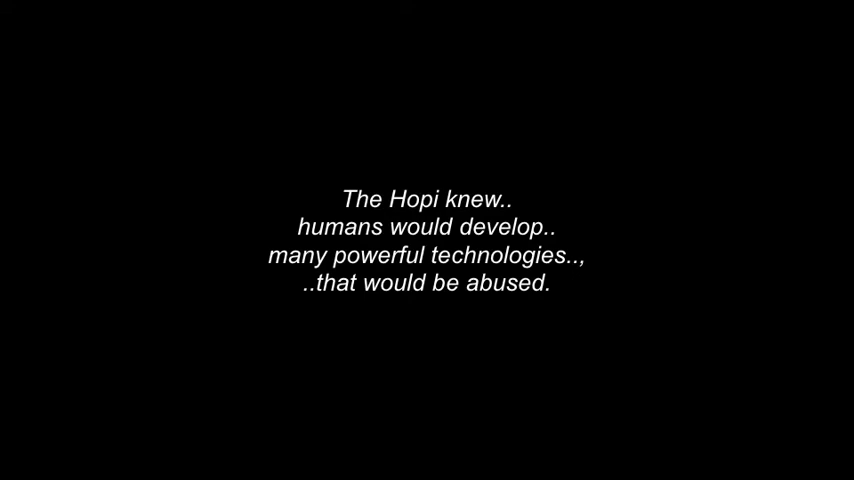 The Hopi knew..
humans would develop..
many powerful technologies..,
..that would be abused.